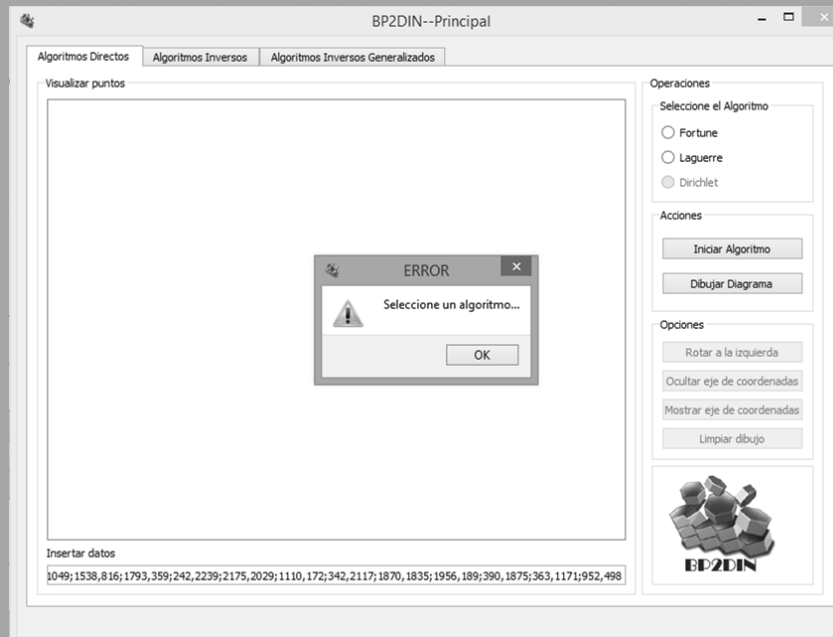 BP2DIN--Principal
Algoritmos Directos
Algoritmos Inversos
Algoritmos Inversos Generalizados
Visualizar puntos
Operaciones
Seleccione el Algoritmo
Fortune
Laguerre
Dirichlet
Acciones
Iniciar Algoritmo
Dibujar Diagrama
ERROR
Seleccione un algoritmo...
OK
Opciones
Rotar a la izquierda
Ocultar eje de coordenadas
Mostrar eje de coordenadas
Limpiar dibujo
BP2DIN
Insertar datos
1049;1538,816;1793,359;242,2239;2175,2029;1110,172;342,2117;1870,1835;1956,189;390,1875;363,1171;952,498